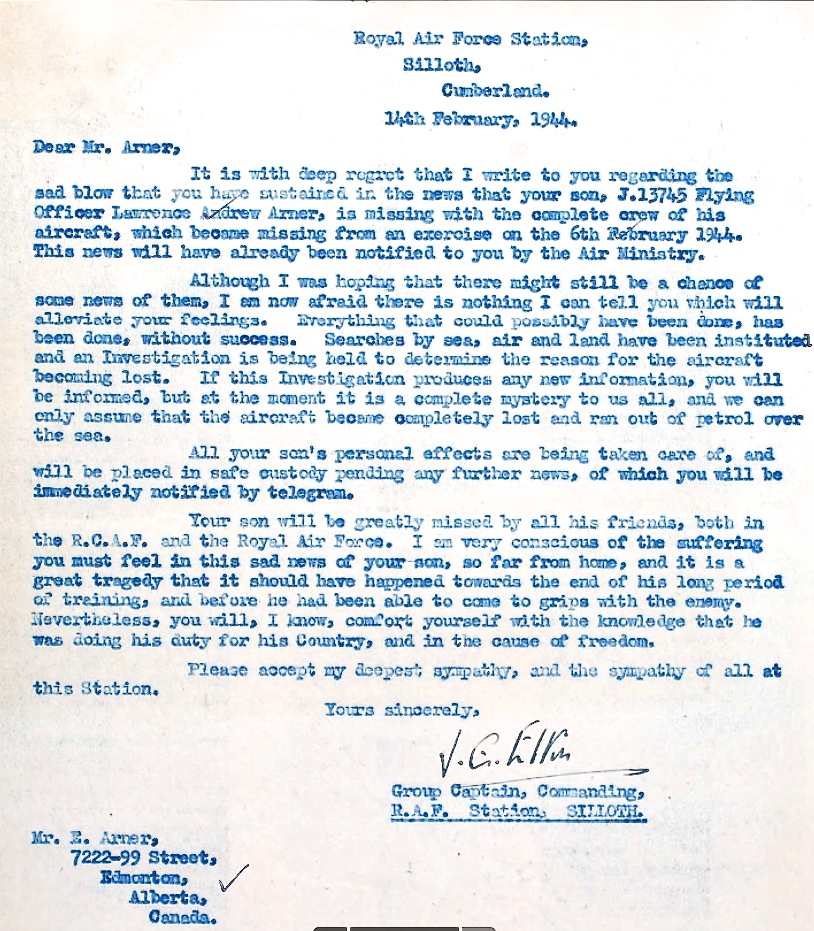 Royal Air Force Station,
Silloth,
Cumberland.
14th February, 1944.
Dear Mr. Arner,
It is with deep regret that I write to you regarding the
sad blow that you have sustained in the news that your son, J.13745 Flying
Officer Lawrence Andrew Arner, is missing with the complete crew of his
aircraft, which became missing from an exercise on the 6th February 1944.
This news will have already been notified to you by the Air Ministry.
Although I was hoping that there might still be a chance of
some news of them, I am now afraid there is nothing I can tell you which will
alleviate your feelings. Everything that could possibly have been done, has
been done, without success. Searches by sea, air and land have been instituted
and an Investigation is being held to determine the reason for the aircraft
becoming lost. If this Investigation produces any new information, you will
be informed, but at the moment it is a complete mystery to us all, and we can
only assume that the aircraft became completely lost and ran out of petrol over
the sea.
All your son's personal effects are being taken care of, and
will be placed in safe custody pending any further news, of which you will be
immediately notified by telegram.
Your son will be greatly missed by all his friends, both in
the R.C.A.F. and the Royal Air Force. I am very conscious of the suffering
you must feel in this sad news of your son, so far from home, and it is a
great tragedy that it should have happened towards the end of his long period
of training, and before he had been able to come to grips with the enemy.
Nevertheless, you will, I know, comfort yourself with the knowledge that he
was doing his duty for his Country, and in the cause of freedom.
Please accept my deepest sympathy, and the sympathy of all at
this Station.
Yours sincerely,
Group Captain, Commanding,
R.A.F. Station, SILLOTH.
Mr. E. Arner,
7222-99 Street,
Edmonton,
Alberta,
Canada.